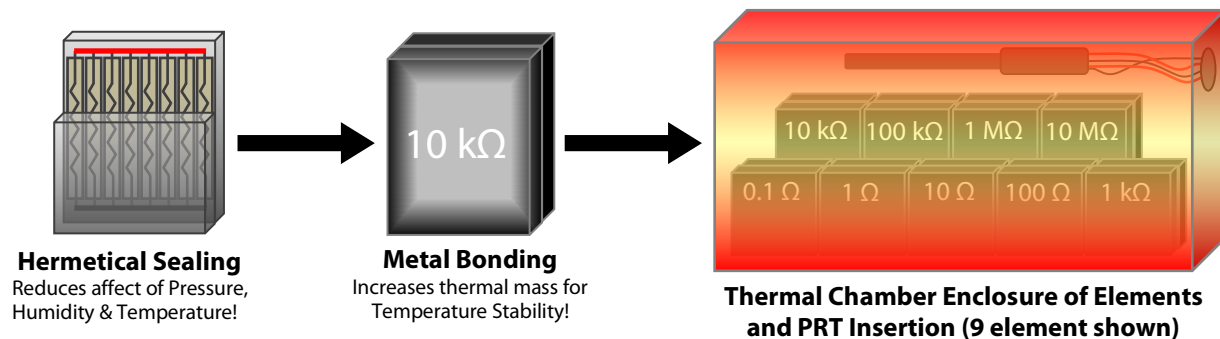 10 kΩ
10 kΩ 100 kΩ 1 MΩ 10 MΩ
0.1 Ω 1 Ω 10 Ω 100 Ω 1 kΩ
Hermetical Sealing
Reduces affect of Pressure,
Humidity & Temperature!
Metal Bonding
Increases thermal mass for
Temperature Stability!
Thermal Chamber Enclosure of Elements
and PRT Insertion (9 element shown)